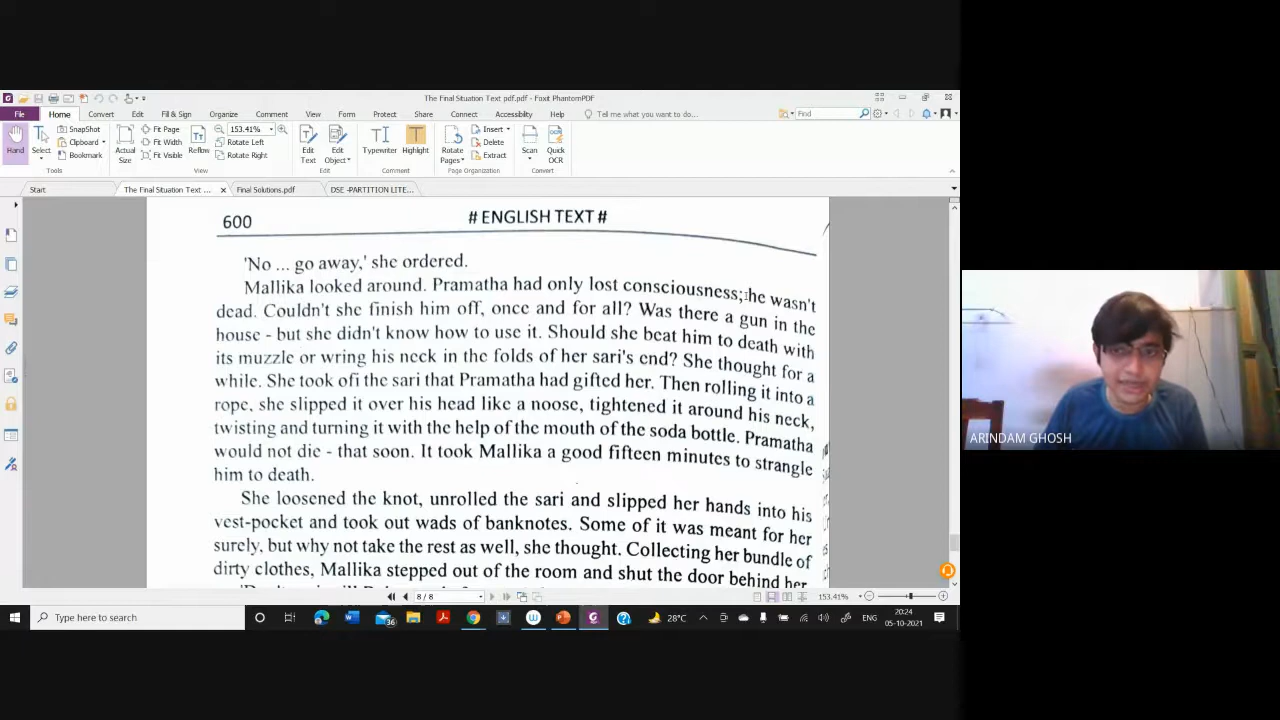 The Final Situation Text pdf.pdf - Foxit PhantomPDF
File Home Convert Edit Fill & Sign Organize Comment View Form Protect Share Connect Accessibility Help Tell me what you want to do... Find
Hand
Select
SnapShot
Clipboard
Bookmark
Tools
Actual Size
Fit Page
Fit Width
Fit Visible
Reflow
153.41%
Rotate Left
Rotate Right
View
Edit Text
Edit Object
Edit
Typewriter
Highlight
Comment
Rotate Pages
Insert
Delete
Extract
Page Organization
Scan
Quick OCR
Convert
Start The Final Situation Text ... Final Solutions.pdf DSE -PARTITION LITE...
600 # ENGLISH TEXT #
'No ... go away,' she ordered.
Mallika looked around. Pramatha had only lost consciousness; he wasn't
dead. Couldn't she finish him off, once and for all? Was there a gun in the
house - but she didn't know how to use it. Should she beat him to death with
its muzzle or wring his neck in the folds of her sari's end? She thought for a
while. She took ofi the sari that Pramatha had gifted her. Then rolling it into a
rope, she slipped it over his head like a noose, tightened it around his neck,
twisting and turning it with the help of the mouth of the soda bottle. Pramatha
would not die - that soon. It took Mallika a good fifteen minutes to strangle
him to death.
She loosened the knot, unrolled the sari and slipped her hands into his
vest-pocket and took out wads of banknotes. Some of it was meant for her
surely, but why not take the rest as well, she thought. Collecting her bundle of
dirty clothes, Mallika stepped out of the room and shut the door behind her.
8 / 8 153.41%
Type here to search 36 28°C ENG 20:24
05-10-2021
ARINDAM GHOSH